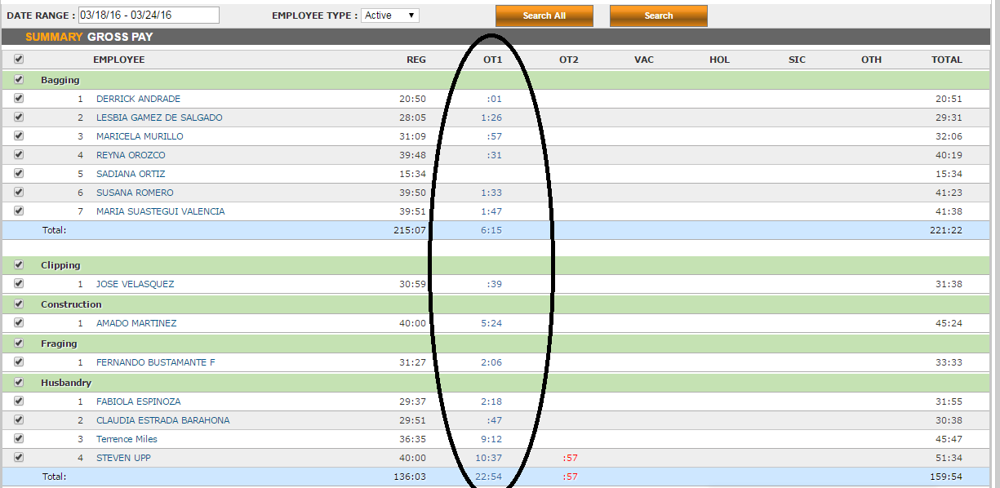 DATE RANGE : 03/18/16 - 03/24/16 EMPLOYEE TYPE : Active Search All Search
SUMMARY GROSS PAY
EMPLOYEE REG OT1 OT2 VAC HOL SIC OTH TOTAL
Bagging
1 DERRICK ANDRADE 20:50 :01 20:51
2 LESBIA GAMEZ DE SALGADO 28:05 1:26 29:31
3 MARICELA MURILLO 31:09 :57 32:06
4 REYNA OROZCO 39:48 :31 40:19
5 SADIANA ORTIZ 15:34 15:34
6 SUSANA ROMERO 39:50 1:33 41:23
7 MARIA SUASTEGUI VALENCIA 39:51 1:47 41:38
Total: 215:07 6:15 221:22
Clipping
1 JOSE VELASQUEZ 30:59 :39 31:38
Construction
1 AMADO MARTINEZ 40:00 5:24 45:24
Fraging
1 FERNANDO BUSTAMANTE F 31:27 2:06 33:33
Husbandry
1 FABIOLA ESPINOZA 29:37 2:18 31:55
2 CLAUDIA ESTRADA BARAHONA 29:51 :47 30:38
3 Terrence Miles 36:35 9:12 45:47
4 STEVEN UPP 40:00 10:37 :57 51:34
Total: 136:03 22:54 :57 159:54